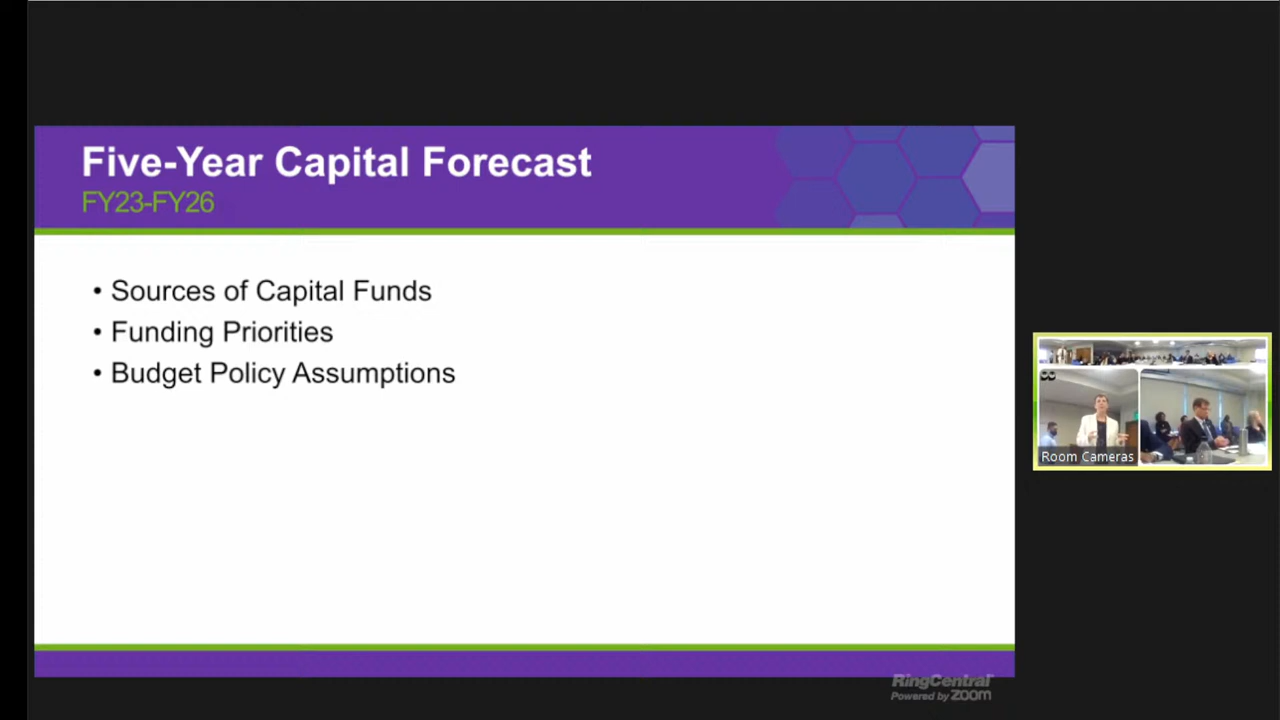 Five-Year Capital Forecast
FY23-FY26
• Sources of Capital Funds
• Funding Priorities
• Budget Policy Assumptions
Room Cameras
RingCentral
Powered by zoom